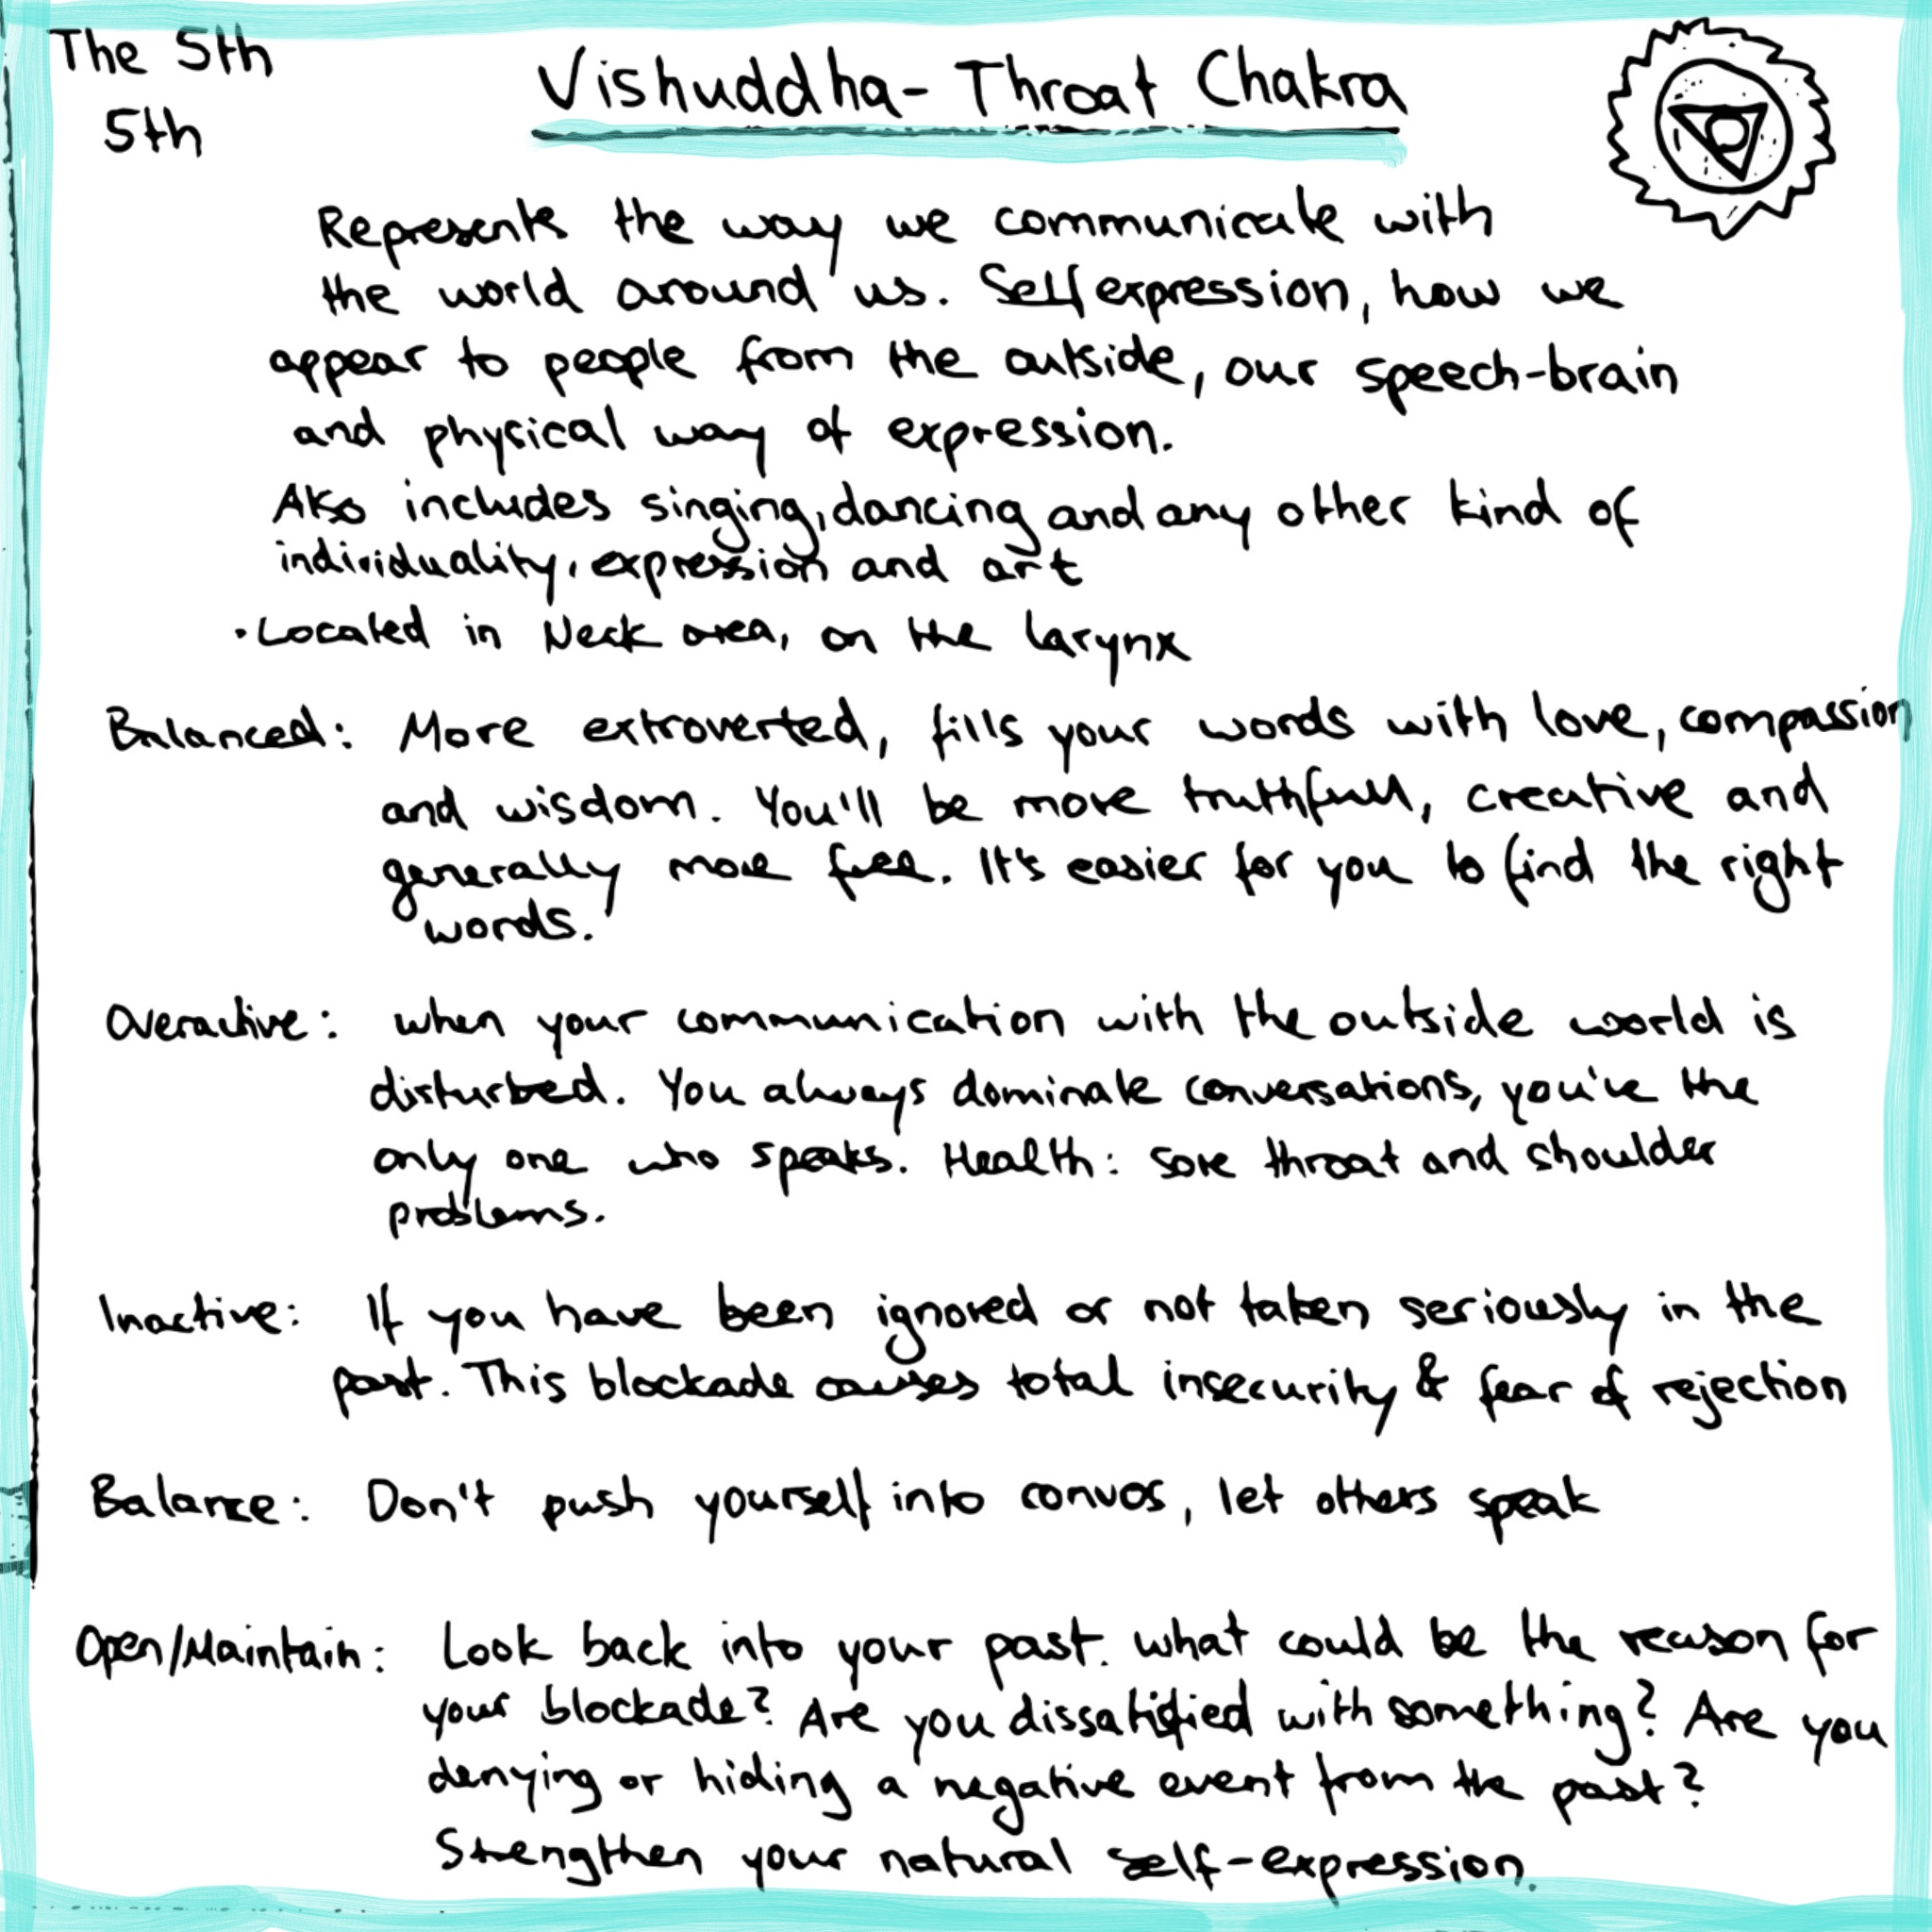 The 5th
5th
Vishuddha - Throat Chakra
Represents the way we communicate with
the world around us. Self expression, how we
appear to people from the outside, our speech-brain
and physical way of expression.
Also includes singing, dancing and any other kind of
individuality, expression and art
• Located in Neck area, on the larynx
Balanced: More extroverted, fills your words with love, compassion
and wisdom. You'll be more truthfull, creative and
generally more free. It's easier for you to find the right
words.
Overactive: when your communication with the outside world is
disturbed. You always dominate conversations, you're the
only one who speaks. Health: sore throat and shoulder
problems.
Inactive: If you have been ignored or not taken seriously in the
past. This blockade causes total insecurity & fear of rejection
Balance: Don't push yourself into convos, let others speak
Open/Maintain: Look back into your past. what could be the reason for
your blockade? Are you dissatisfied with something? Are you
denying or hiding a negative event from the past?
Strengthen your natural self-expression.